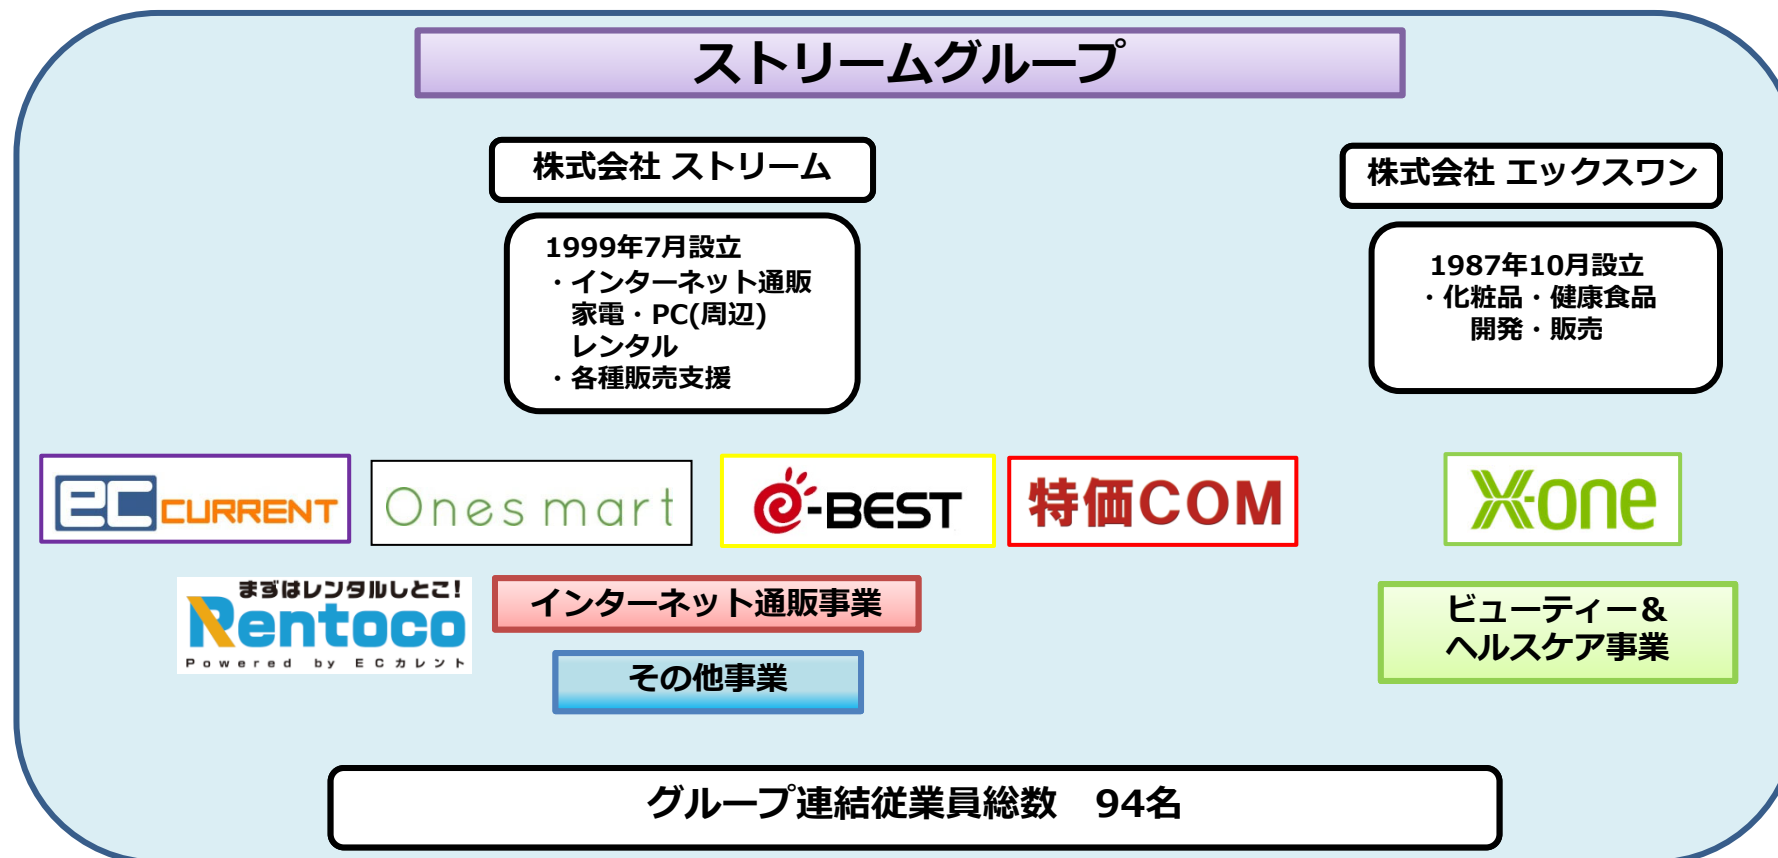 ストリームグループ
株式会社 ストリーム
株式会社 エックスワン
1999年7月設立
・インターネット通販
家電・PC(周辺)
レンタル
・各種販売支援
1987年10月設立
・化粧品・健康食品
開発・販売
EC CURRENT
Onesmart
e-BEST
特価COM
X-one
まずはレンタルしとこ!
Rentoco
Powered by ECカレント
インターネット通販事業
その他事業
ビューティー&
ヘルスケア事業
グループ連結従業員総数　94名